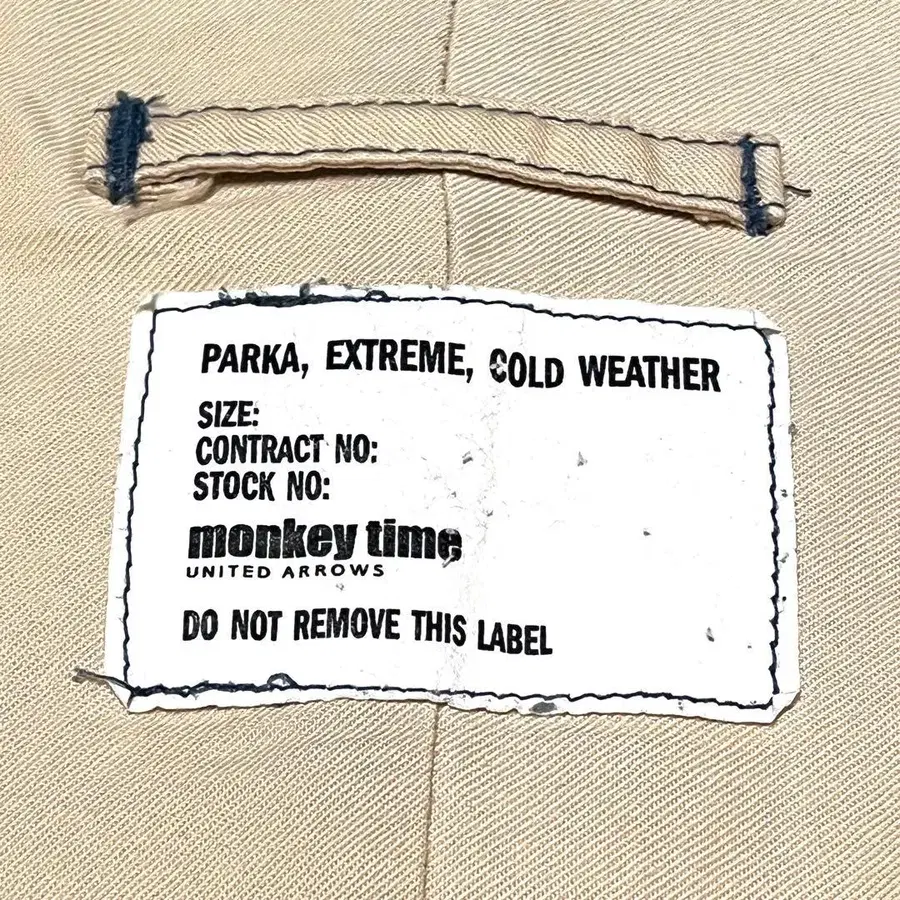 PARKA, EXTREME, COLD WEATHER
SIZE:
CONTRACT NO:
STOCK NO:
monkey time
UNITED ARROWS
DO NOT REMOVE THIS LABEL